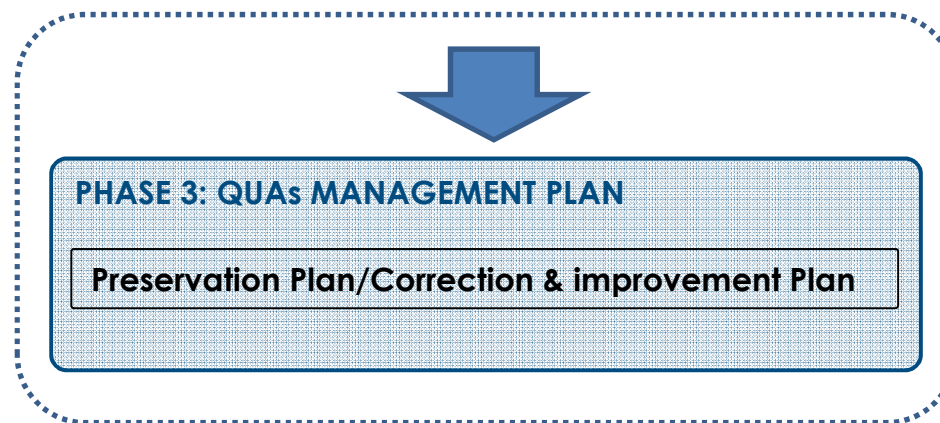 PHASE 3: QUAs MANAGEMENT PLAN
Preservation Plan/Correction & improvement Plan